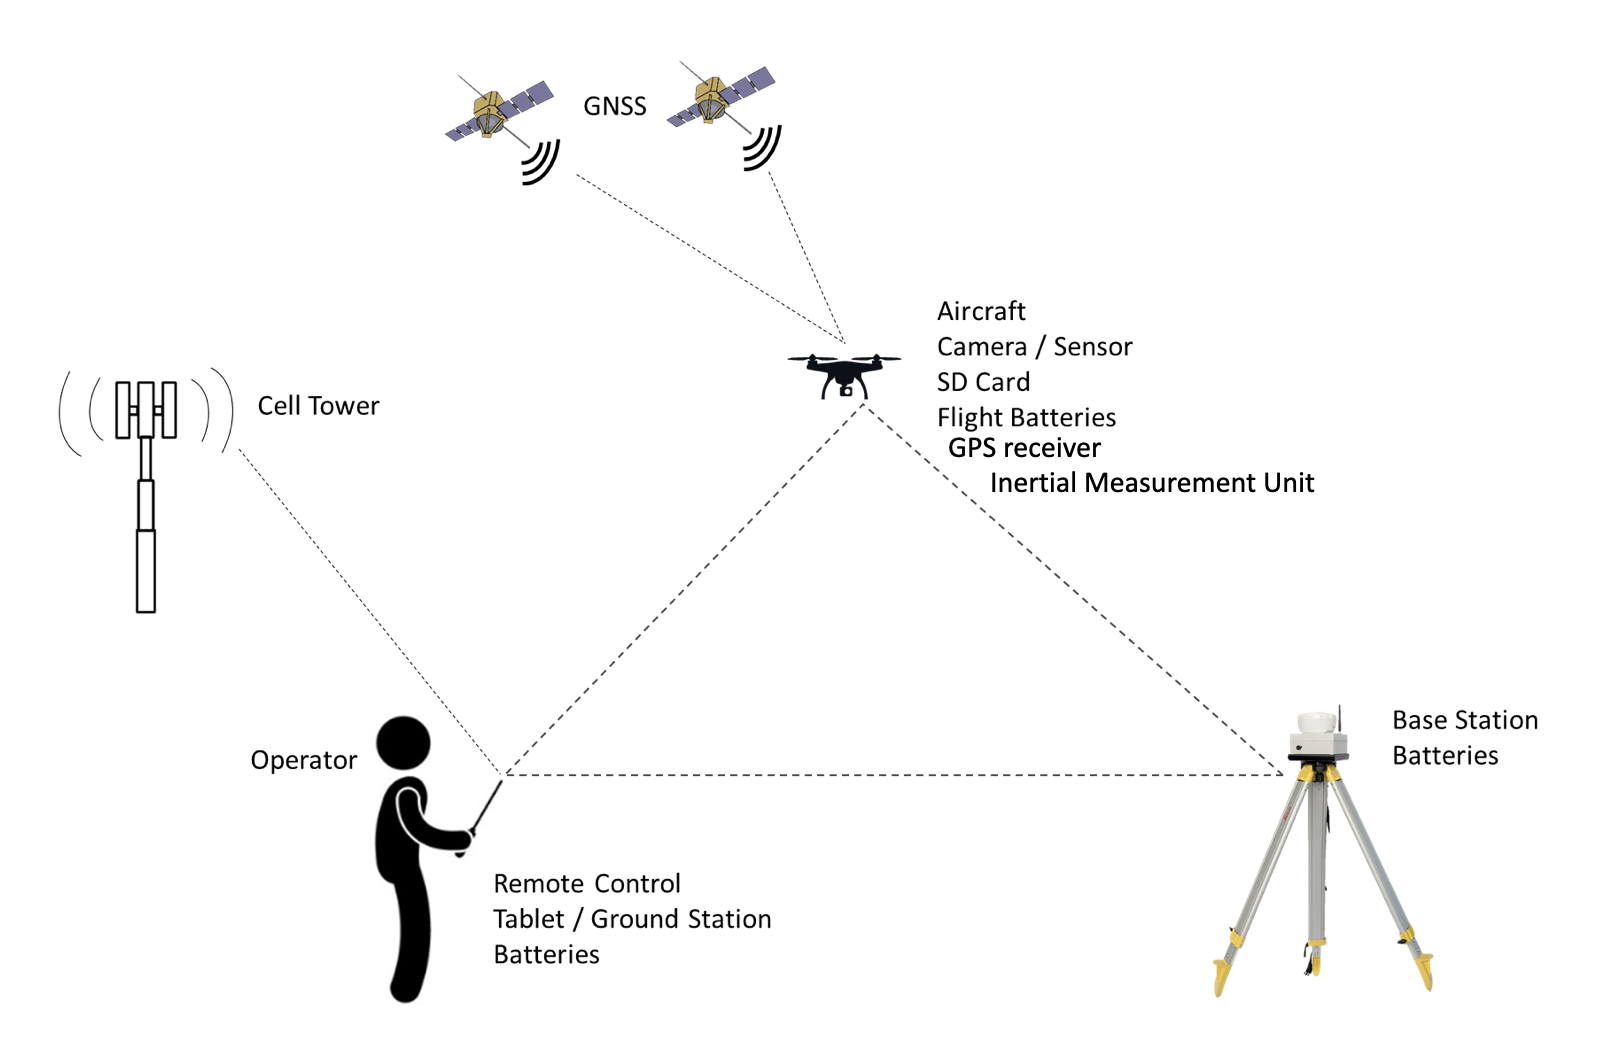 GNSS
Aircraft
Camera / Sensor
SD Card
Flight Batteries
GPS receiver
Inertial Measurement Unit
Cell Tower
Operator
Remote Control
Tablet / Ground Station
Batteries
Base Station
Batteries